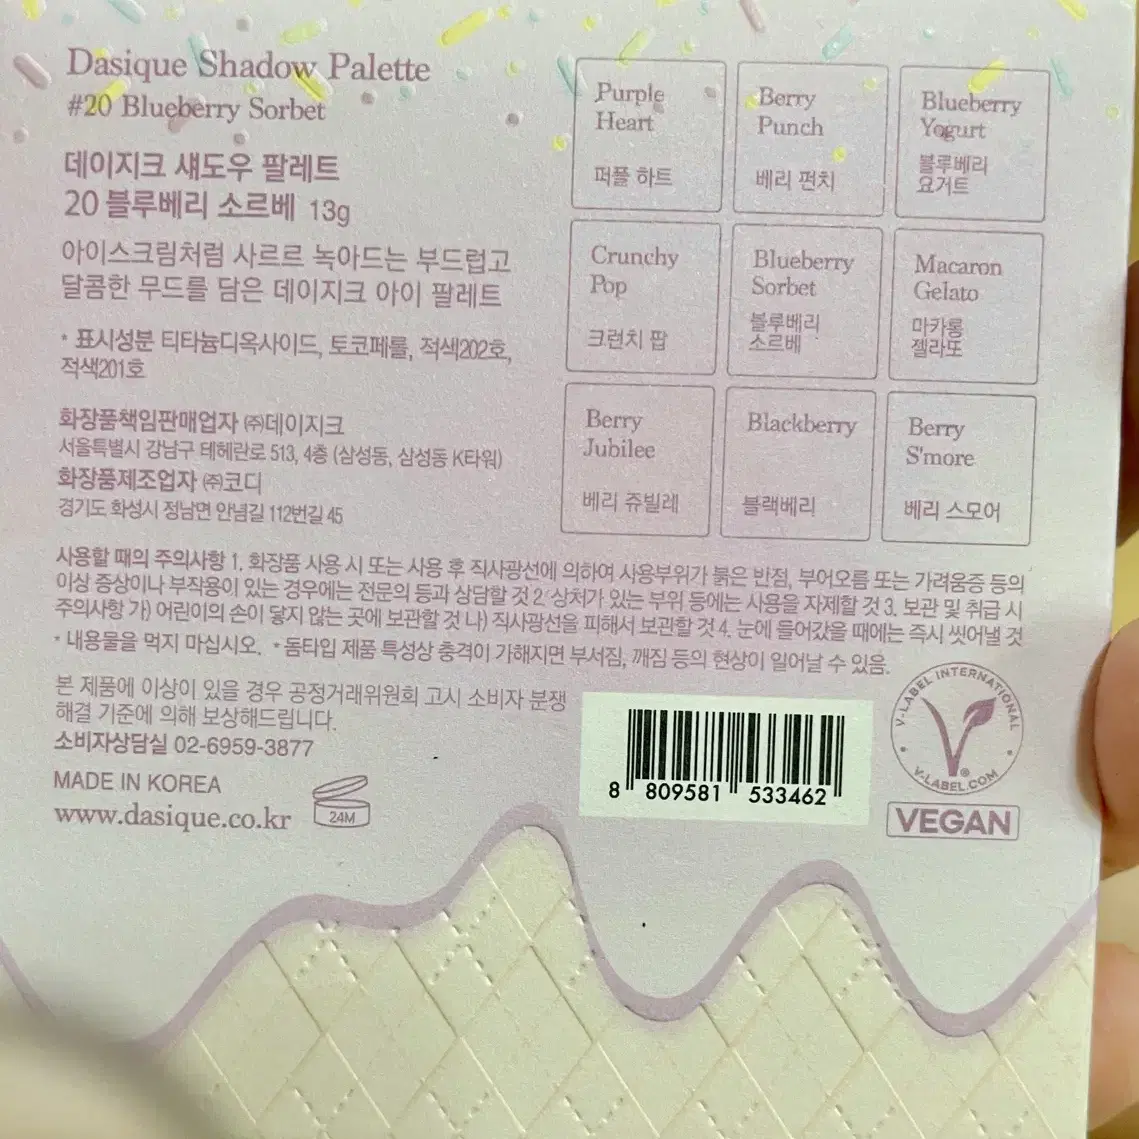 Dasique Shadow Palette
#20 Blueberry Sorbet
데이지크 섀도우 팔레트
20 블루베리 소르베 13g
아이스크림처럼 사르르 녹아드는 부드럽고
달콤한 무드를 담은 데이지크 아이 팔레트
* 표시성분 티타늄디옥사이드, 토코페롤, 적색202호,
적색201호
화장품책임판매업자 ㈜데이지크
서울특별시 강남구 테헤란로 513, 4층 (삼성동, 삼성동 K타워)
화장품제조업자 ㈜코디
경기도 화성시 정남면 안녕길 112번길 45
Purple
Heart
퍼플 하트
Berry
Punch
베리 펀치
Blueberry
Yogurt
블루베리
요거트
Crunchy
Pop
크런치 팝
Blueberry
Sorbet
블루베리
소르베
Macaron
Gelato
마카롱
젤라또
Berry
Jubilee
베리 쥬빌레
Blackberry
블랙베리
Berry
S'more
베리 스모어
사용할 때의 주의사항 1. 화장품 사용 시 또는 사용 후 직사광선에 의하여 사용부위가 붉은 반점, 부어오름 또는 가려움증 등의
이상 증상이나 부작용이 있는 경우에는 전문의 등과 상담할 것 2. 상처가 있는 부위 등에는 사용을 자제할 것 3. 보관 및 취급 시
주의사항 가) 어린이의 손이 닿지 않는 곳에 보관할 것 나) 직사광선을 피해서 보관할 것 4. 눈에 들어갔을 때에는 즉시 씻어낼 것
* 내용물을 먹지 마십시오. * 돔타입 제품 특성상 충격이 가해지면 부서짐, 깨짐 등의 현상이 일어날 수 있음.
본 제품에 이상이 있을 경우 공정거래위원회 고시 소비자 분쟁
해결 기준에 의해 보상해드립니다.
소비자상담실 02-6959-3877
MADE IN KOREA
www.dasique.co.kr
24M
8 809581 533462
V-LABEL INTERNATIONAL
V-LABEL.COM
VEGAN